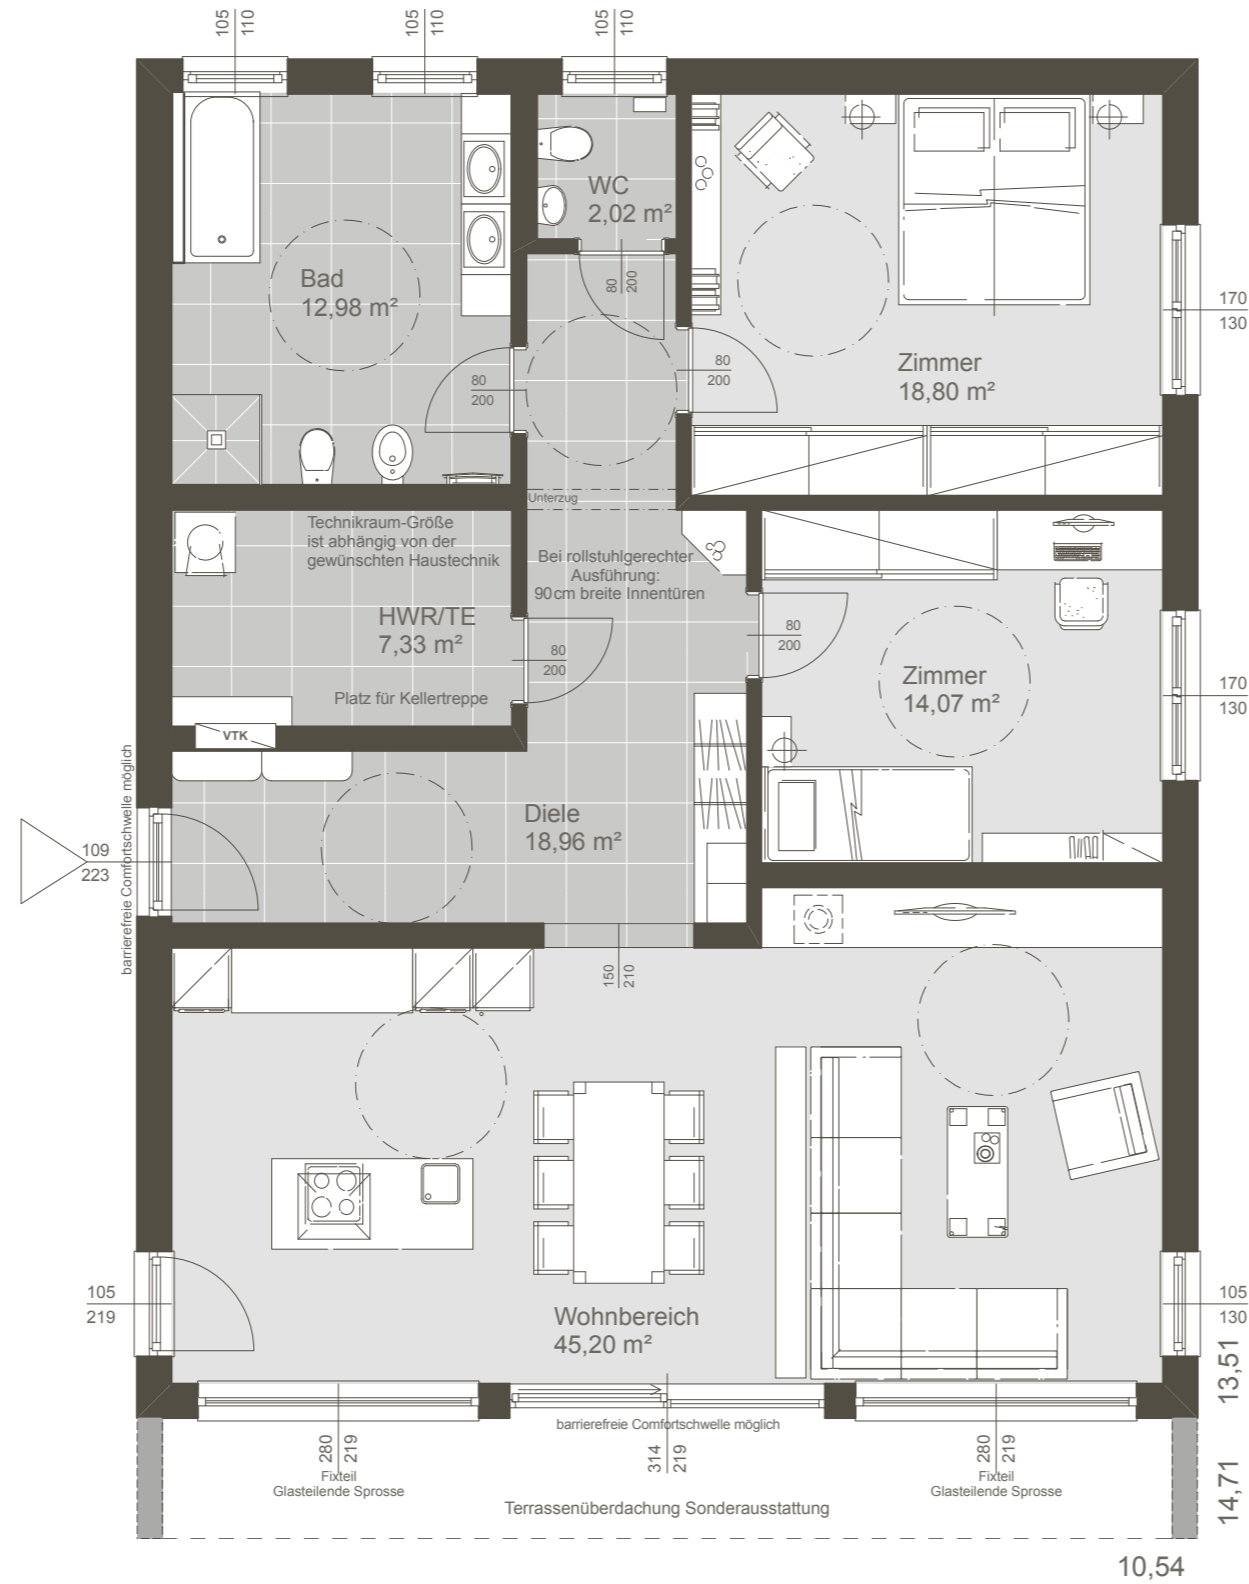 105
110
105
110
105
110
WC
2,02 m²
Bad
12,98 m²
80
200
170
130
Zimmer
18,80 m²
80
200
80
200
Unterzug
Technikraum-Größe
ist abhängig von der
gewünschten Haustechnik
Bei rollstuhlgerechter
Ausführung:
90cm breite Innentüren
HWR/TE
7,33 m²
80
200
80
200
Zimmer
14,07 m²
170
130
Platz für Kellertreppe
VTK
barrierefreie Comfortschwelle möglich
Diele
18,96 m²
109
223
150
210
105
219
Wohnbereich
45,20 m²
105
130
13,51
barrierefreie Comfortschwelle möglich
280
219
Fixteil
Glasteilende Sprosse
314
219
280
219
Fixteil
Glasteilende Sprosse
Terrassenüberdachung Sonderausstattung
14,71
10,54